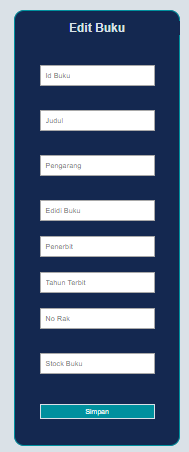 Edit Buku
Id Buku
Judul
Pengarang
Edidi Buku
Penerbit
Tahun Terbit
No Rak
Stock Buku
Simpan